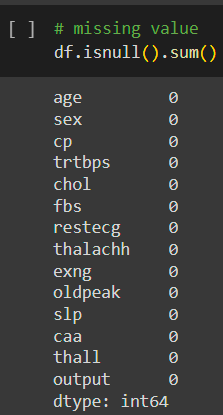 [ ] # missing value
df.isnull().sum()
age 0
sex 0
cp 0
trtbps 0
chol 0
fbs 0
restecg 0
thalachh 0
exng 0
oldpeak 0
slp 0
caa 0
thall 0
output 0
dtype: int64